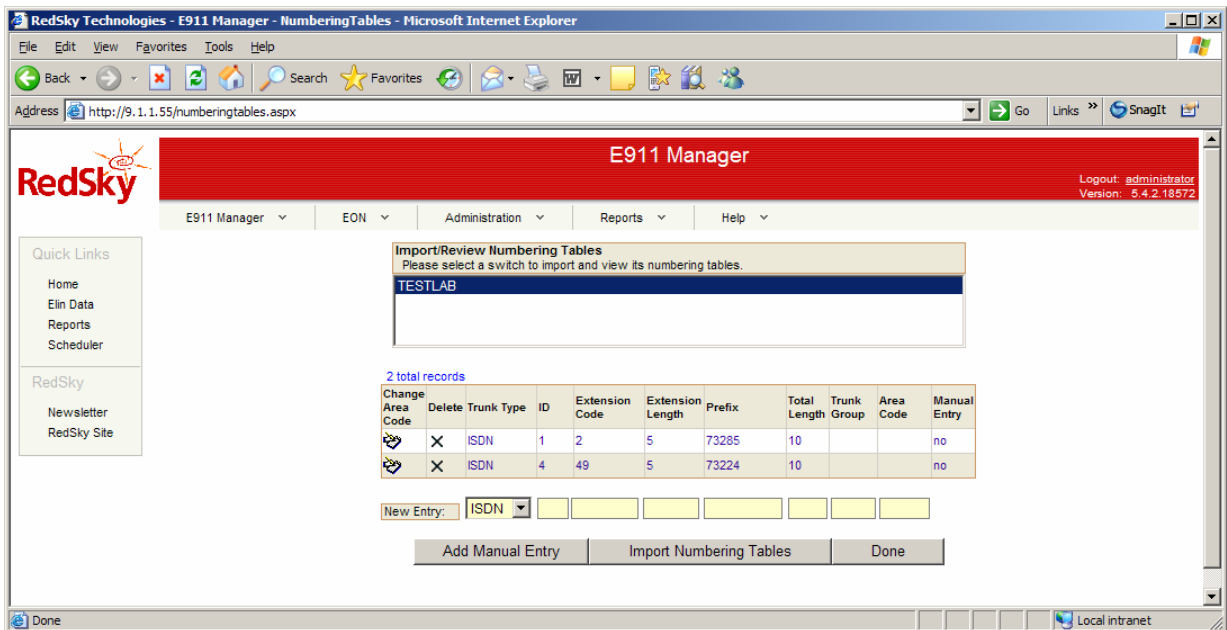 RedSky Technologies - E911 Manager - NumberingTables - Microsoft Internet Explorer
File Edit View Favorites Tools Help
Back Search Favorites
Address http://9.1.1.55/numberingtables.aspx Go Links » SnagIt
RedSky
E911 Manager
Logout: administrator
Version: 5.4.2.18572
E911 Manager EON Administration Reports Help
Quick Links
Home
Elin Data
Reports
Scheduler
RedSky
Newsletter
RedSky Site
Import/Review Numbering Tables
Please select a switch to import and view its numbering tables.
TESTLAB
2 total records
Change Area Code Delete Trunk Type ID Extension Code Extension Length Prefix Total Length Trunk Group Area Code Manual Entry
ISDN 1 2 5 73285 10 no
ISDN 4 49 5 73224 10 no
New Entry: ISDN
Add Manual Entry Import Numbering Tables Done
Done Local intranet